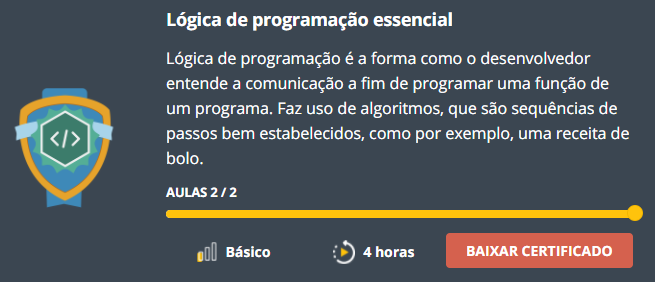 Lógica de programação essencial
Lógica de programação é a forma como o desenvolvedor
entende a comunicação a fim de programar uma função de
um programa. Faz uso de algoritmos, que são sequências de
passos bem estabelecidos, como por exemplo, uma receita de
bolo.
</>
AULAS 2 / 2
Básico
4 horas
BAIXAR CERTIFICADO